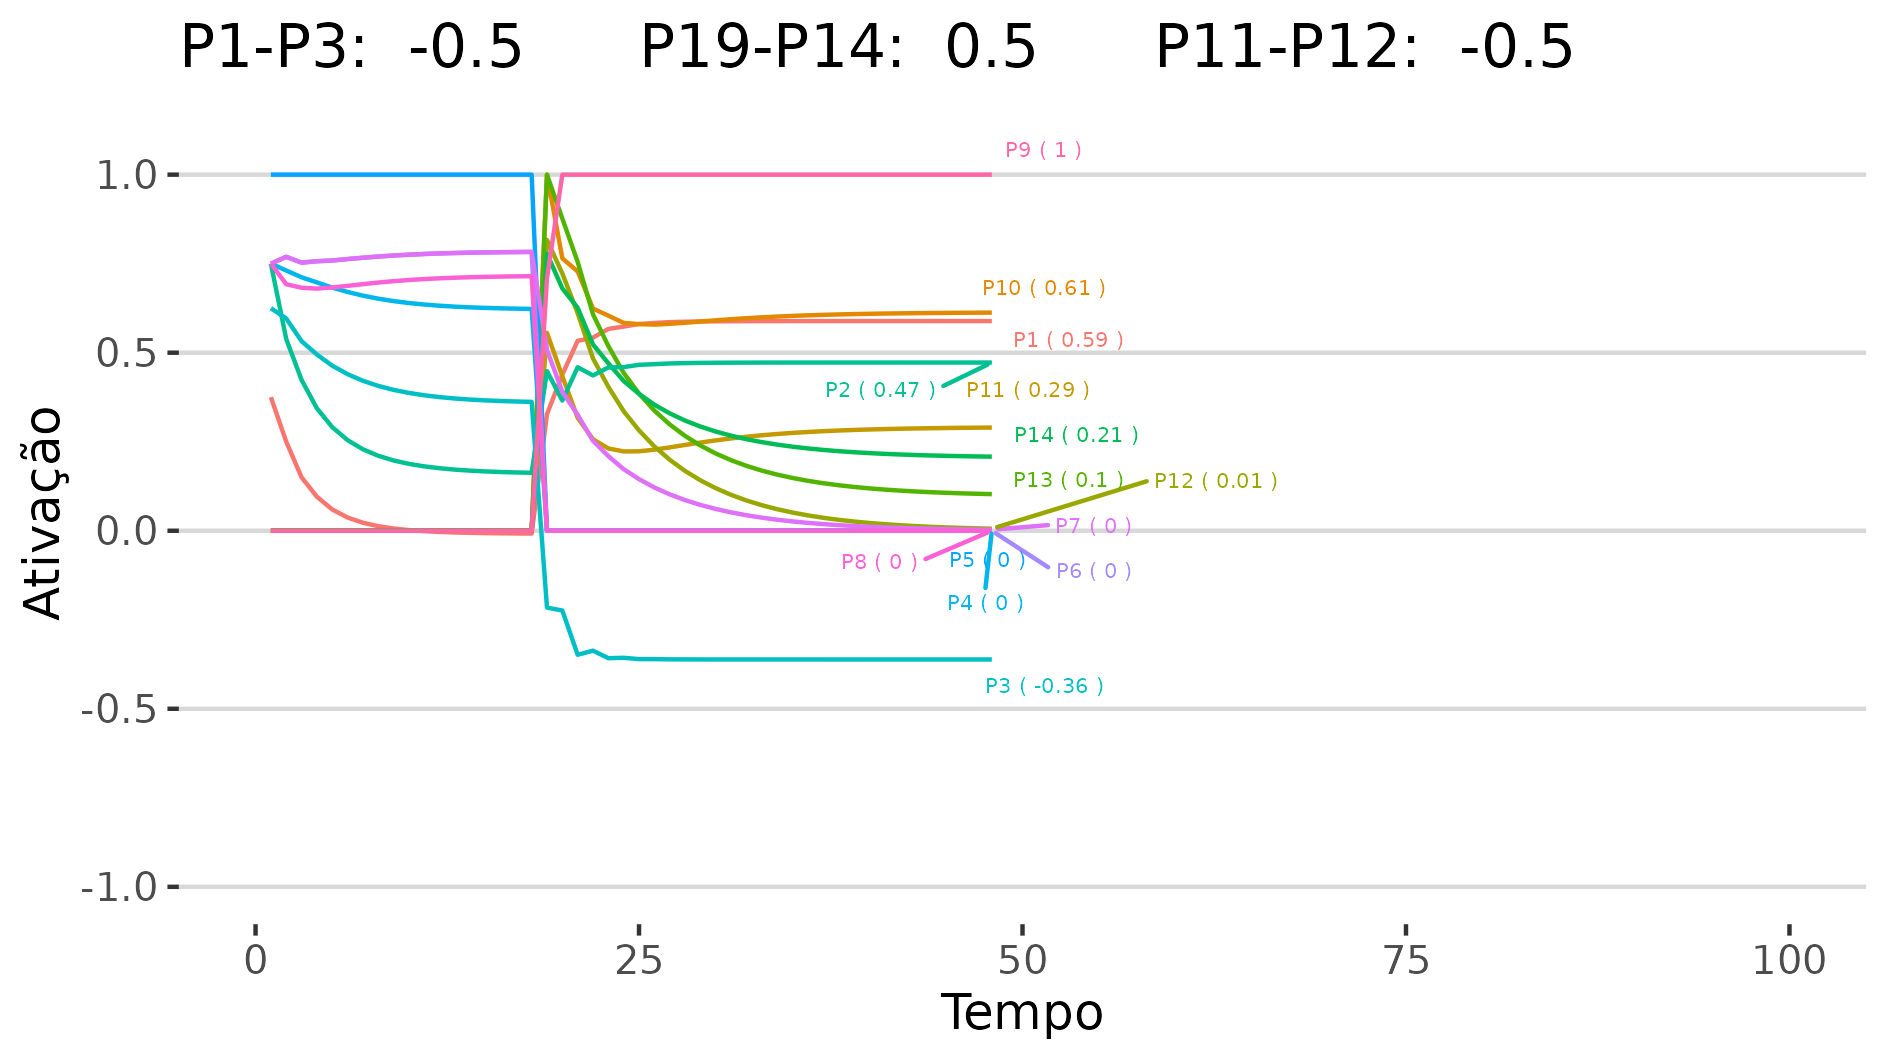 P1-P3: -0.5 P19-P14: 0.5 P11-P12: -0.5
P9 ( 1 )
1.0
P10 ( 0.61 )
P1 ( 0.59 )
0.5
P2 ( 0.47 ) P11 ( 0.29 )
P14 ( 0.21 )
P13 ( 0.1 ) P12 ( 0.01 )
0.0
P7 ( 0 )
P8 ( 0 ) P5 ( 0 ) P6 ( 0 )
P4 ( 0 )
P3 ( -0.36 )
-0.5
-1.0
Ativação
0 25 50 75 100
Tempo